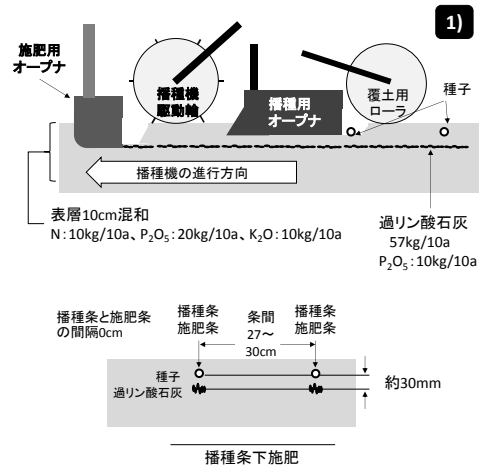 1)
施肥用
オープナ
播種機
駆動輪
播種用
オープナ
覆土用
ローラ
種子
播種機の進行方向
表層10cm混和
N:10kg/10a、P₂O₅:20kg/10a、K₂O:10kg/10a
過リン酸石灰
57kg/10a
P₂O₅:10kg/10a
播種条と施肥条
の間隔0cm
播種条
施肥条
条間
27～
30cm
播種条
施肥条
種子
過リン酸石灰
約30mm
播種条下施肥